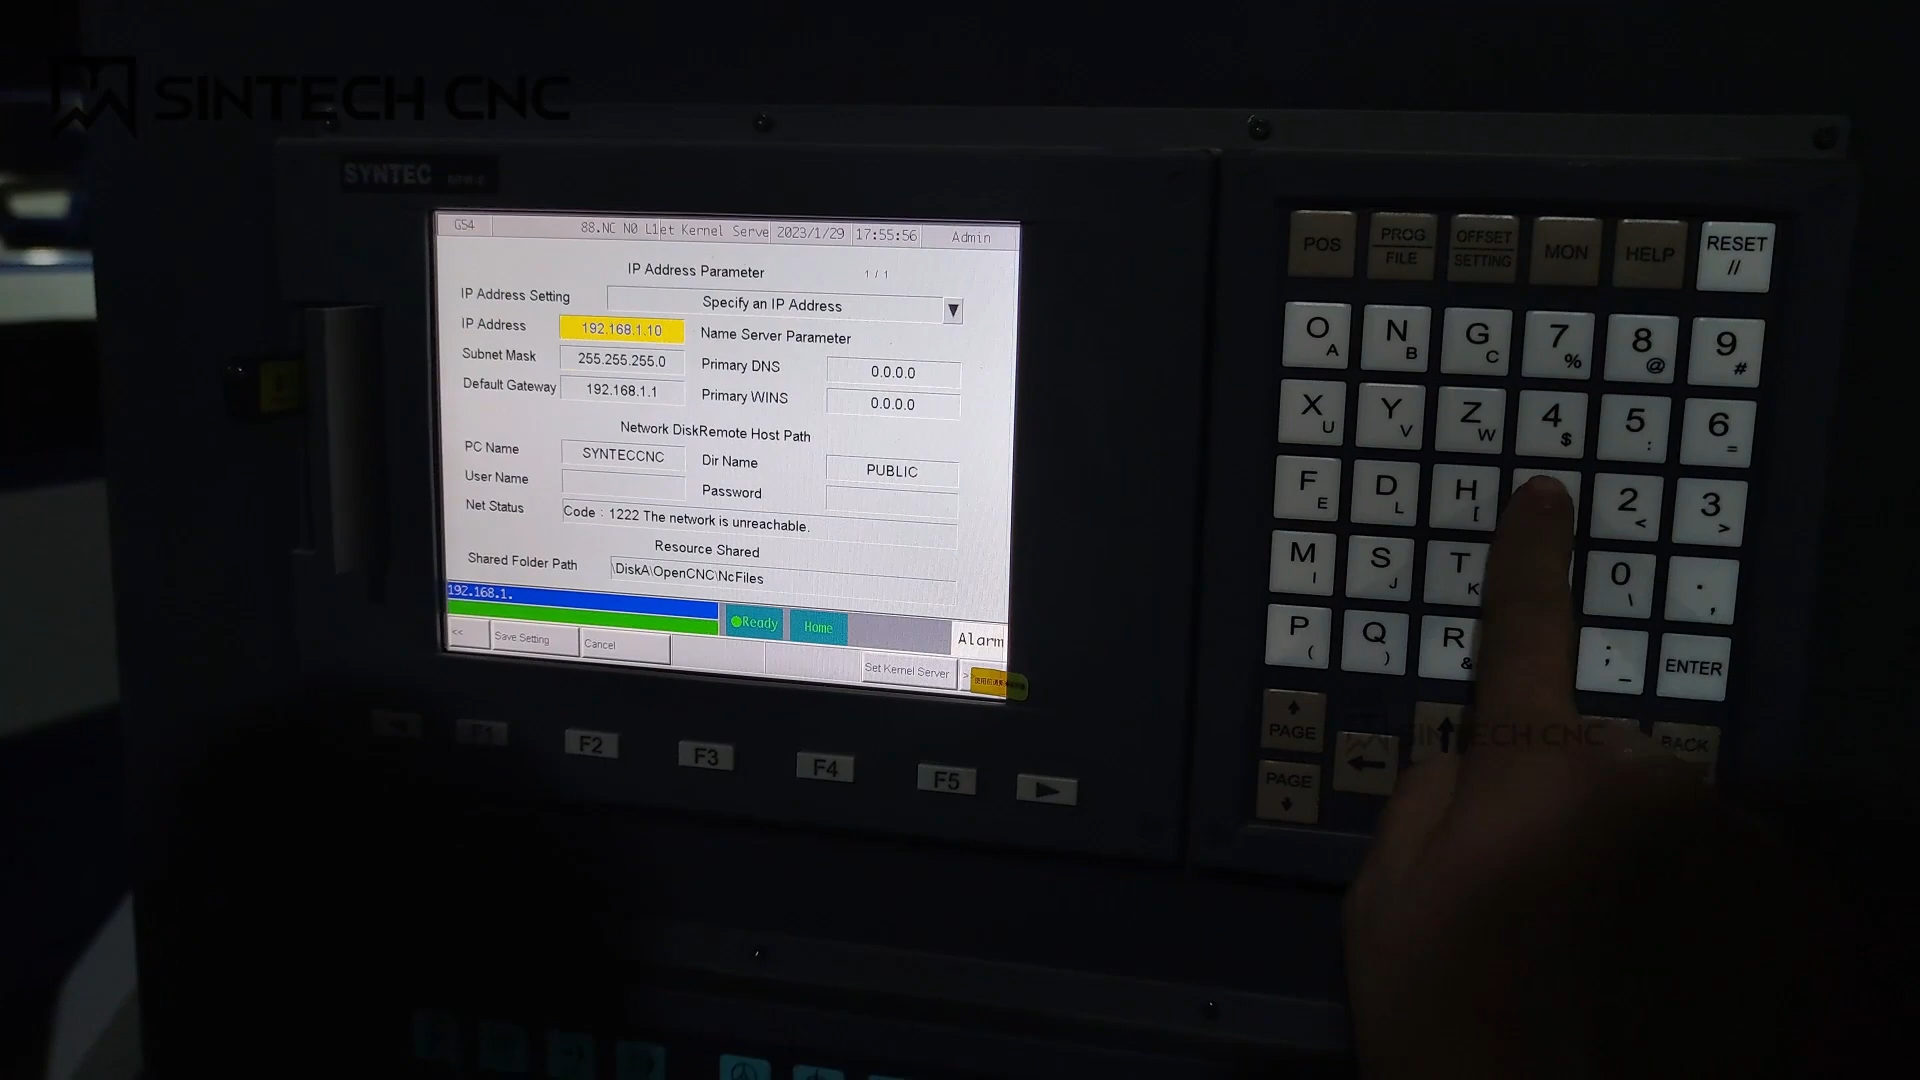 SINTECH CNC
SYNTEC
G54 88.NC N0 L1et Kernel Serve 2023/1/29 17:55:56 Admin
IP Address Parameter 1 / 1
IP Address Setting Specify an IP Address
IP Address 192.168.1.10 Name Server Parameter
Subnet Mask 255.255.255.0 Primary DNS 0.0.0.0
Default Gateway 192.168.1.1 Primary WINS 0.0.0.0
Network DiskRemote Host Path
PC Name SYNTECCNC Dir Name PUBLIC
User Name Password
Net Status Code : 1222 The network is unreachable.
Resource Shared
Shared Folder Path \DiskA\OpenCNC\NcFiles
192.168.1.
Ready Home Alarm
<< Save Setting Cancel Set Kernel Server >
F1 F2 F3 F4 F5
POS PROG FILE OFFSET SETTING MON HELP RESET //
O A N B G C 7 % 8 @ 9 #
X U Y V Z W 4 $ 5 : 6 =
F E D L H [ 2 < 3 >
M I S J T K 0 \ . ,
P ( Q ) R & ; _ ENTER
PAGE BACK
PAGE
SINTECH CNC